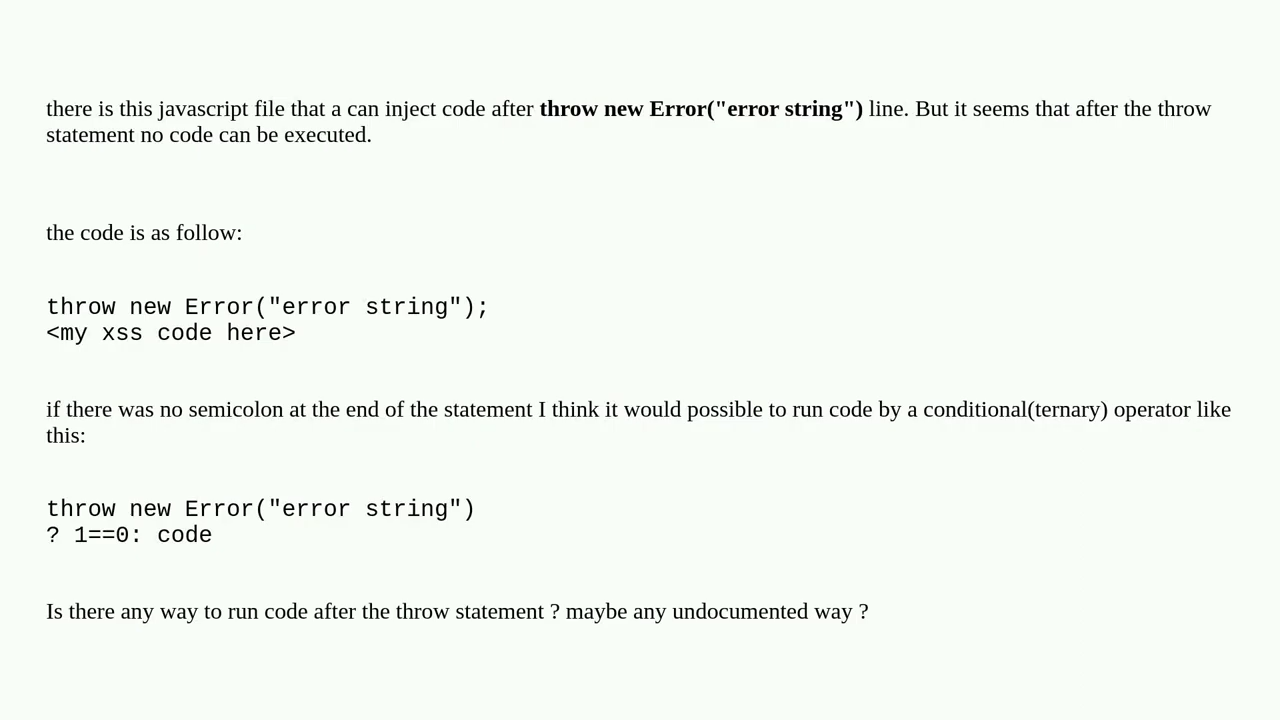 there is this javascript file that a can inject code after throw new Error("error string") line. But it seems that after the throw
statement no code can be executed.
the code is as follow:
throw new Error("error string");
<my xss code here>
if there was no semicolon at the end of the statement I think it would possible to run code by a conditional(ternary) operator like
this:
throw new Error("error string")
? 1==0: code
Is there any way to run code after the throw statement ? maybe any undocumented way ?